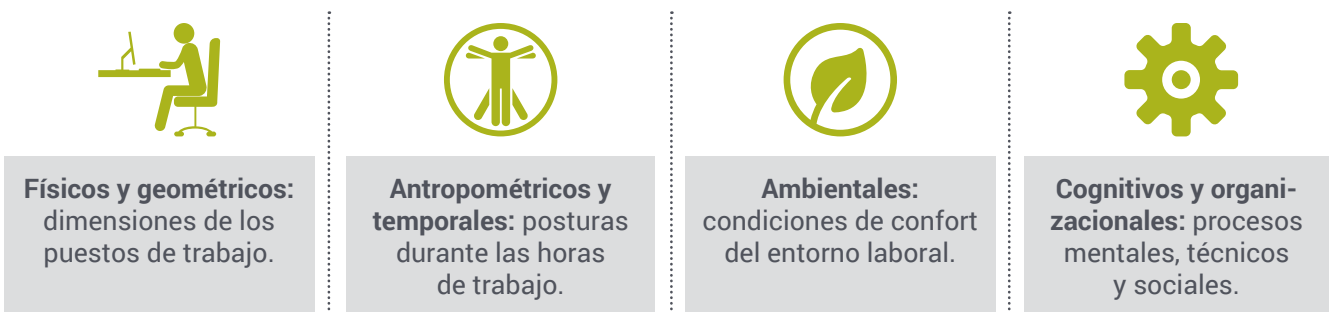 Físicos y geométricos:
dimensiones de los
puestos de trabajo.
Antropométricos y
temporales: posturas
durante las horas
de trabajo.
Ambientales:
condiciones de confort
del entorno laboral.
Cognitivos y organi-
zacionales: procesos
mentales, técnicos
y sociales.